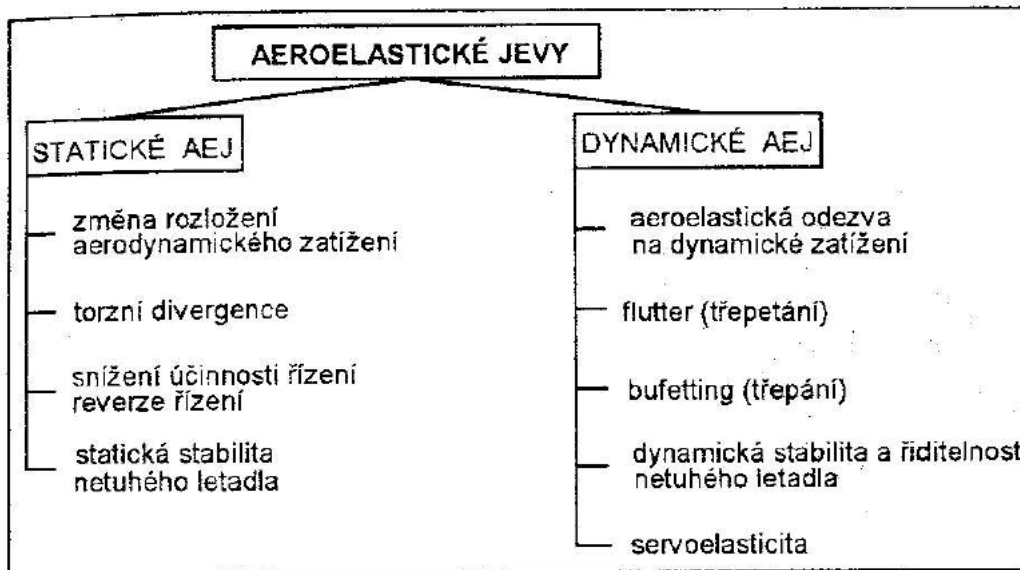 AEROELASTICKÉ JEVY
STATICKÉ AEJ
změna rozložení
aerodynamického zatížení
torzní divergence
snížení účinnosti řízení
reverze řízení
statická stabilita
netuhého letadla
DYNAMICKÉ AEJ
aeroelastická odezva
na dynamické zatížení
flutter (třepetání)
bufetting (třepání)
dynamická stabilita a řiditelnost
netuhého letadla
servoelasticita